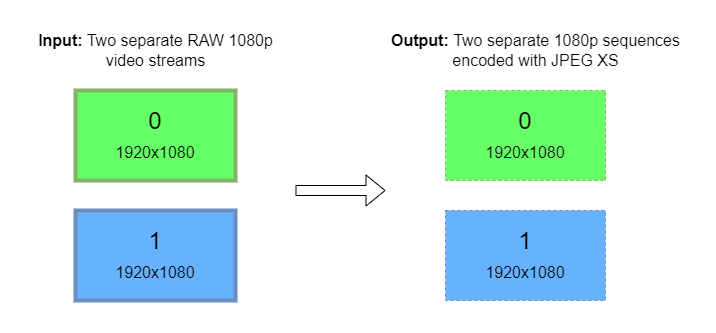 Input: Two separate RAW 1080p
video streams
Output: Two separate 1080p sequences
encoded with JPEG XS
0
1920x1080
0
1920x1080
1
1920x1080
1
1920x1080